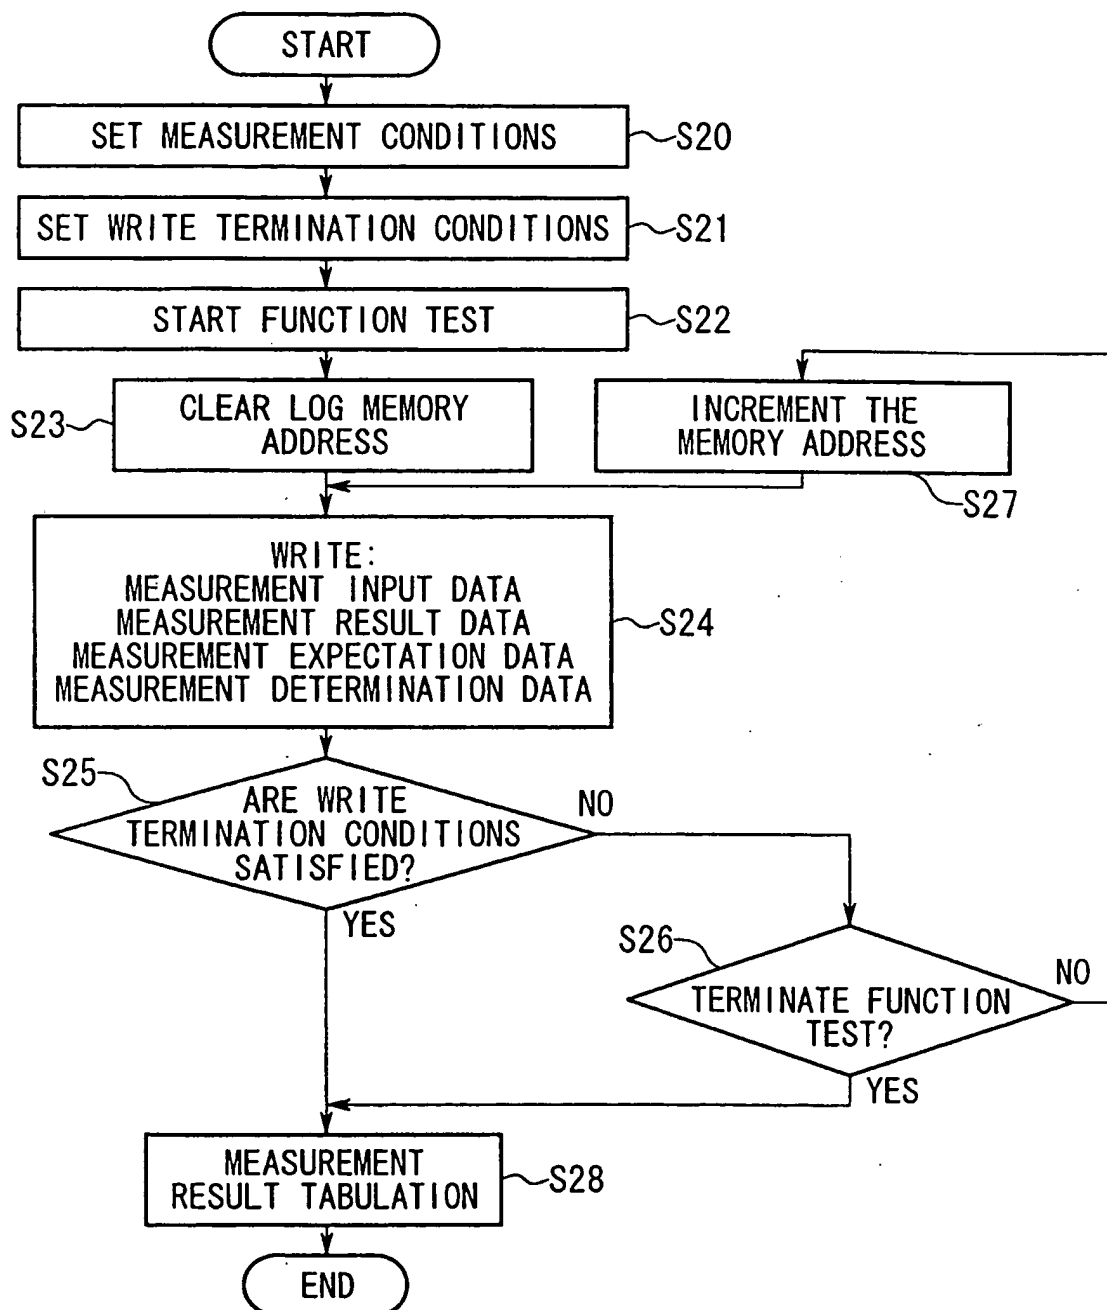 START
SET MEASUREMENT CONDITIONS
S20
SET WRITE TERMINATION CONDITIONS
S21
START FUNCTION TEST
S22
S23
CLEAR LOG MEMORY
ADDRESS
INCREMENT THE
MEMORY ADDRESS
S27
WRITE:
MEASUREMENT INPUT DATA
MEASUREMENT RESULT DATA
MEASUREMENT EXPECTATION DATA
MEASUREMENT DETERMINATION DATA
S24
S25
ARE WRITE
TERMINATION CONDITIONS
SATISFIED?
NO
YES
S26
TERMINATE FUNCTION
TEST?
NO
YES
MEASUREMENT
RESULT TABULATION
S28
END